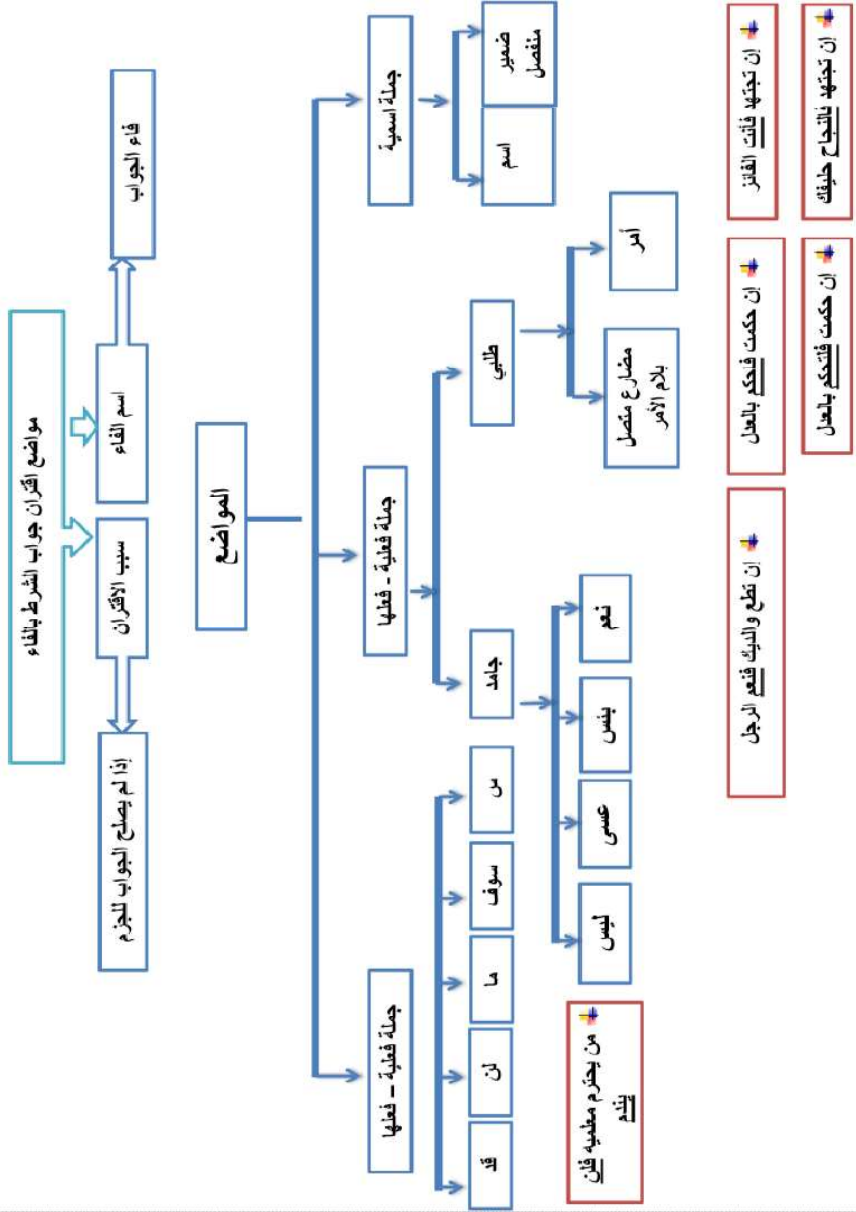 مواضع اقتران جواب الشرط بالفاء
اسم الفاء
فاء الجواب
سبب الاقتران
إذا لم يصلح الجواب للجزم
المواضع
جملة اسمية
جملة فعلية - فعلها
جملة فعلية – فعلها
ضمير
منفصل
اسم
طلبي
جامد
أمر
مضارع متصل
بلام الأمر
نعم
بئس
عسى
ليس
س
سوف
ما
لن
قد
إن تجتهد فأنت الفائز
إن تجتهد فالنجاح حليفك
إن حكمت فاحكم بالعدل
إن حكمت فلتحكم بالعدل
إن تطع والديك فنعم الرجل
من يحترم معلميه فلن
يندم